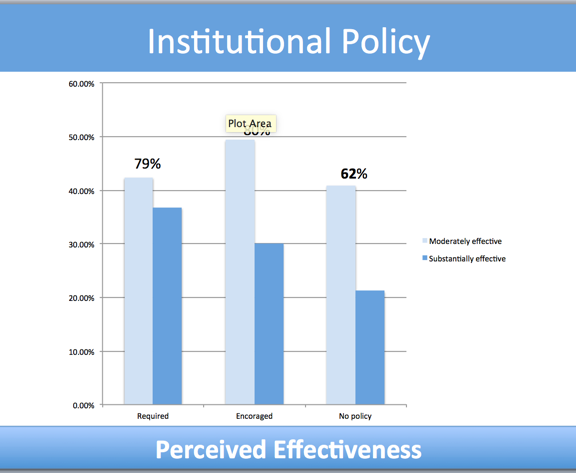 Institutional Policy
60.00%
50.00%
40.00%
30.00%
20.00%
10.00%
0.00%
79%
Plot Area
62%
Moderately effective
Substantially effective
Required
Encoraged
No policy
Perceived Effectiveness